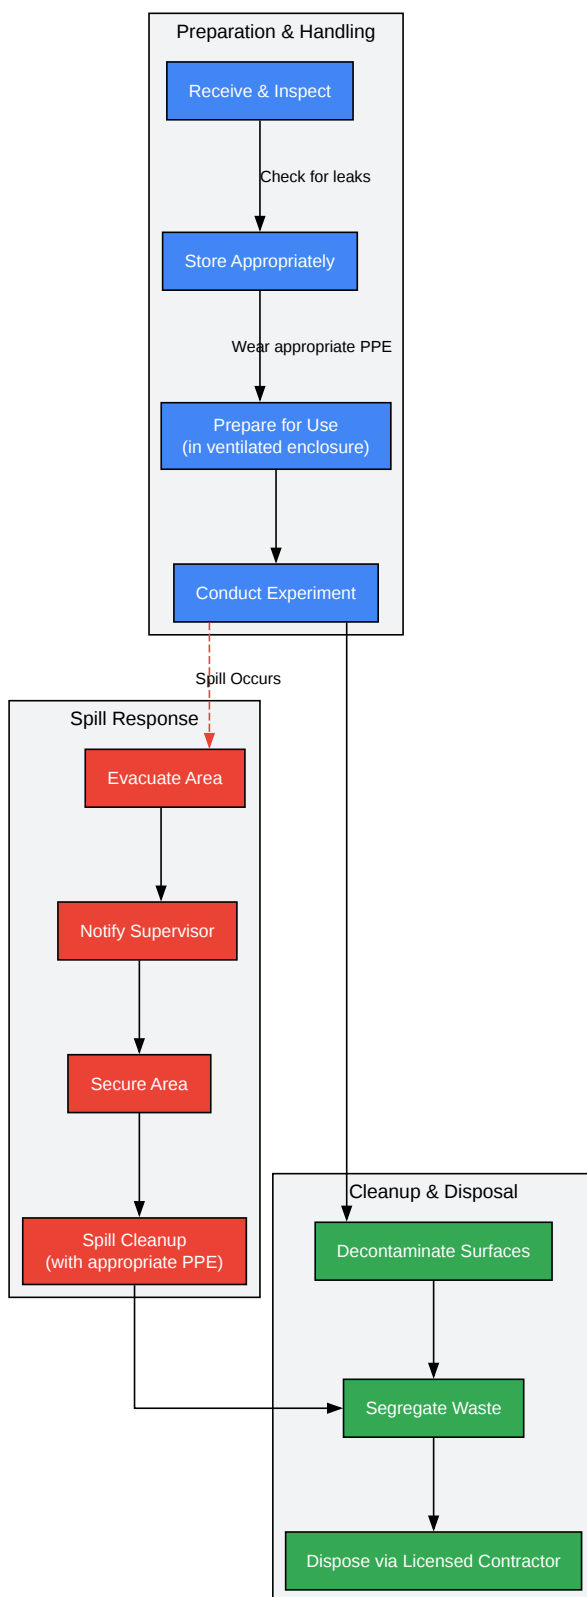 Preparation & Handling
Receive & Inspect
Check for leaks
Store Appropriately
Wear appropriate PPE
Prepare for Use
(in ventilated enclosure)
Conduct Experiment
Spill Occurs
Spill Response
Evacuate Area
Notify Supervisor
Secure Area
Spill Cleanup
(with appropriate PPE)
Cleanup & Disposal
Decontaminate Surfaces
Segregate Waste
Dispose via Licensed Contractor